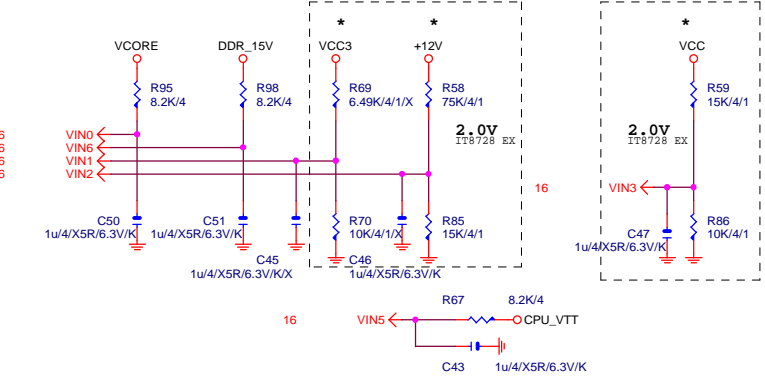 * * *
VCORE DDR_15V VCC3 +12V VCC
R95 R98 R69 R58 R59
8.2K/4 8.2K/4 6.49K/4/1/X 75K/4/1 15K/4/1
2.0V 2.0V
IT8728 EX IT8728 EX
6 VIN0
6 VIN6
6 VIN1
6 VIN2
16 VIN3
C50 C51 R70 R85 C47 R86
1u/4/X5R/6.3V/K 1u/4/X5R/6.3V/K 10K/4/1/X 15K/4/1 1u/4/X5R/6.3V/K 10K/4/1
C45 C46
1u/4/X5R/6.3V/K/X 1u/4/X5R/6.3V/K
R67 8.2K/4
16 VIN5 CPU_VTT
C43 1u/4/X5R/6.3V/K